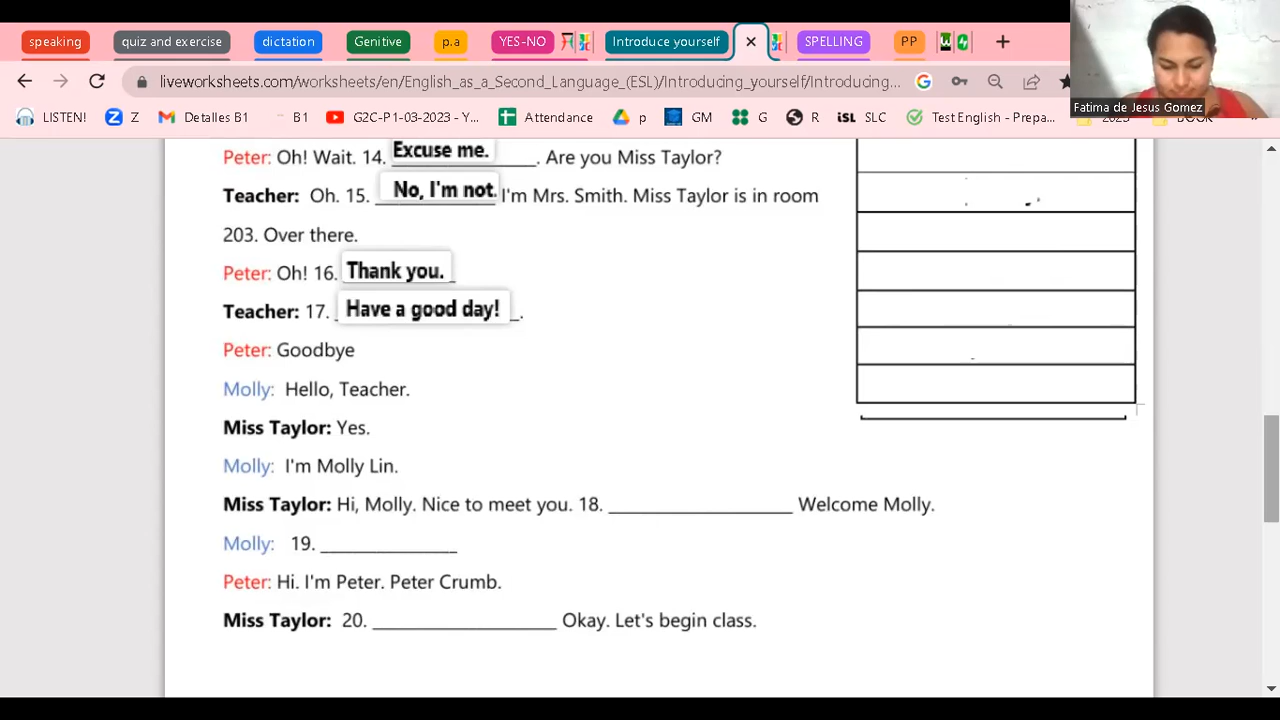 speaking quiz and exercise dictation Genitive p.a YES-NO Introduce yourself SPELLING PP
liveworksheets.com/worksheets/en/English_as_a_Second_Language_(ESL)/Introducing_yourself/Introducing...
Fatima de Jesus Gomez
LISTEN! Z Detalles B1 B1 G2C-P1-03-2023 - Y... Attendance p GM G R iSL SLC Test English - Prepa...
Peter: Oh! Wait. 14. Excuse me. . Are you Miss Taylor?
Teacher: Oh. 15. No, I'm not. I'm Mrs. Smith. Miss Taylor is in room
203. Over there.
Peter: Oh! 16. Thank you.
Teacher: 17. Have a good day! .
Peter: Goodbye
Molly: Hello, Teacher.
Miss Taylor: Yes.
Molly: I'm Molly Lin.
Miss Taylor: Hi, Molly. Nice to meet you. 18. ____________________ Welcome Molly.
Molly: 19. _______________
Peter: Hi. I'm Peter. Peter Crumb.
Miss Taylor: 20. ____________________ Okay. Let's begin class.